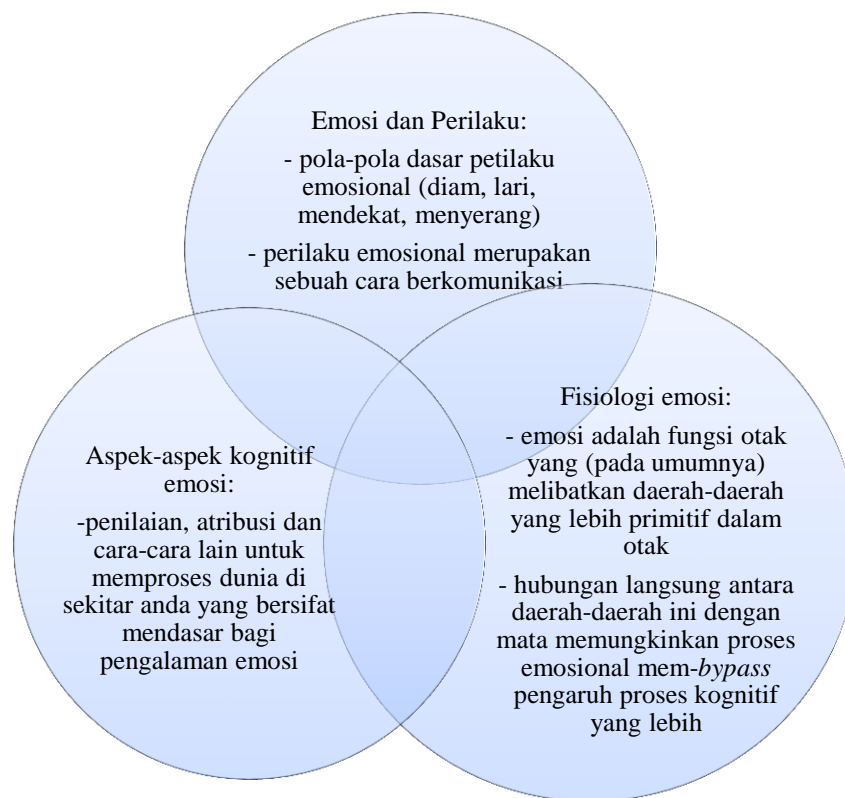 Emosi dan Perilaku:
- pola-pola dasar petilaku
emosional (diam, lari,
mendekat, menyerang)
- perilaku emosional merupakan
sebuah cara berkomunikasi
Aspek-aspek kognitif
emosi:
-penilaian, atribusi dan
cara-cara lain untuk
memproses dunia di
sekitar anda yang bersifat
mendasar bagi
pengalaman emosi
Fisiologi emosi:
- emosi adalah fungsi otak
yang (pada umumnya)
melibatkan daerah-daerah
yang lebih primitif dalam
otak
- hubungan langsung antara
daerah-daerah ini dengan
mata memungkinkan proses
emosional mem-bypass
pengaruh proses kognitif
yang lebih